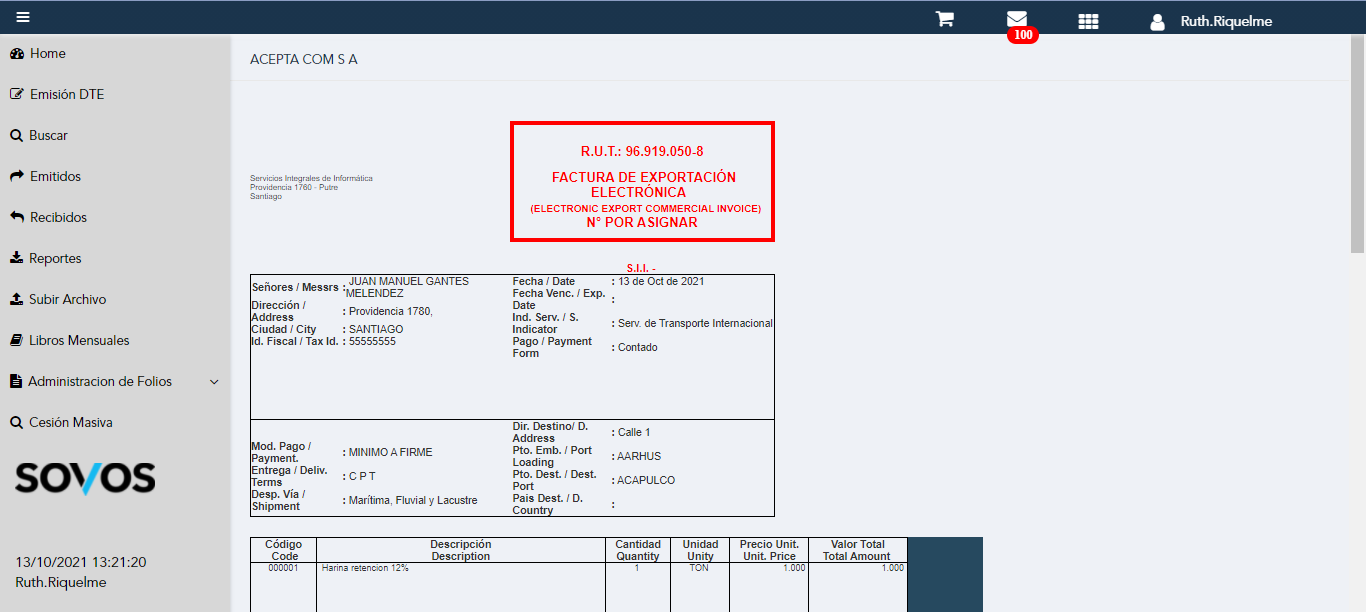 Ruth.Riquelme
100
Home
Emisión DTE
Buscar
Emitidos
Recibidos
Reportes
Subir Archivo
Libros Mensuales
Administracion de Folios
Cesión Masiva
SOVOS
13/10/2021 13:21:20
Ruth.Riquelme
ACEPTA COM S A
Servicios Integrales de Informática
Providencia 1760 - Putre
Santiago
R.U.T.: 96.919.050-8
FACTURA DE EXPORTACIÓN
ELECTRÓNICA
(ELECTRONIC EXPORT COMMERCIAL INVOICE)
N° POR ASIGNAR
S.I.I. -
Señores / Messrs : JUAN MANUEL GANTES
MELENDEZ
Dirección /
Address : Providencia 1780,
Ciudad / City : SANTIAGO
Id. Fiscal / Tax Id. : 55555555
Fecha / Date : 13 de Oct de 2021
Fecha Venc. / Exp.
Date :
Ind. Serv. / S.
Indicator : Serv. de Transporte Internacional
Pago / Payment
Form : Contado
Mod. Pago /
Payment. : MINIMO A FIRME
Entrega / Deliv.
Terms : C P T
Desp. Vía /
Shipment : Marítima, Fluvial y Lacustre
Dir. Destino/ D.
Address : Calle 1
Pto. Emb. / Port
Loading : AARHUS
Pto. Dest. / Dest.
Port : ACAPULCO
Pais Dest. / D.
Country :
Código Descripción Cantidad Unidad Precio Unit. Valor Total
Code Description Quantity Unity Unit. Price Total Amount
000001 Harina retencion 12% 1 TON 1.000 1.000